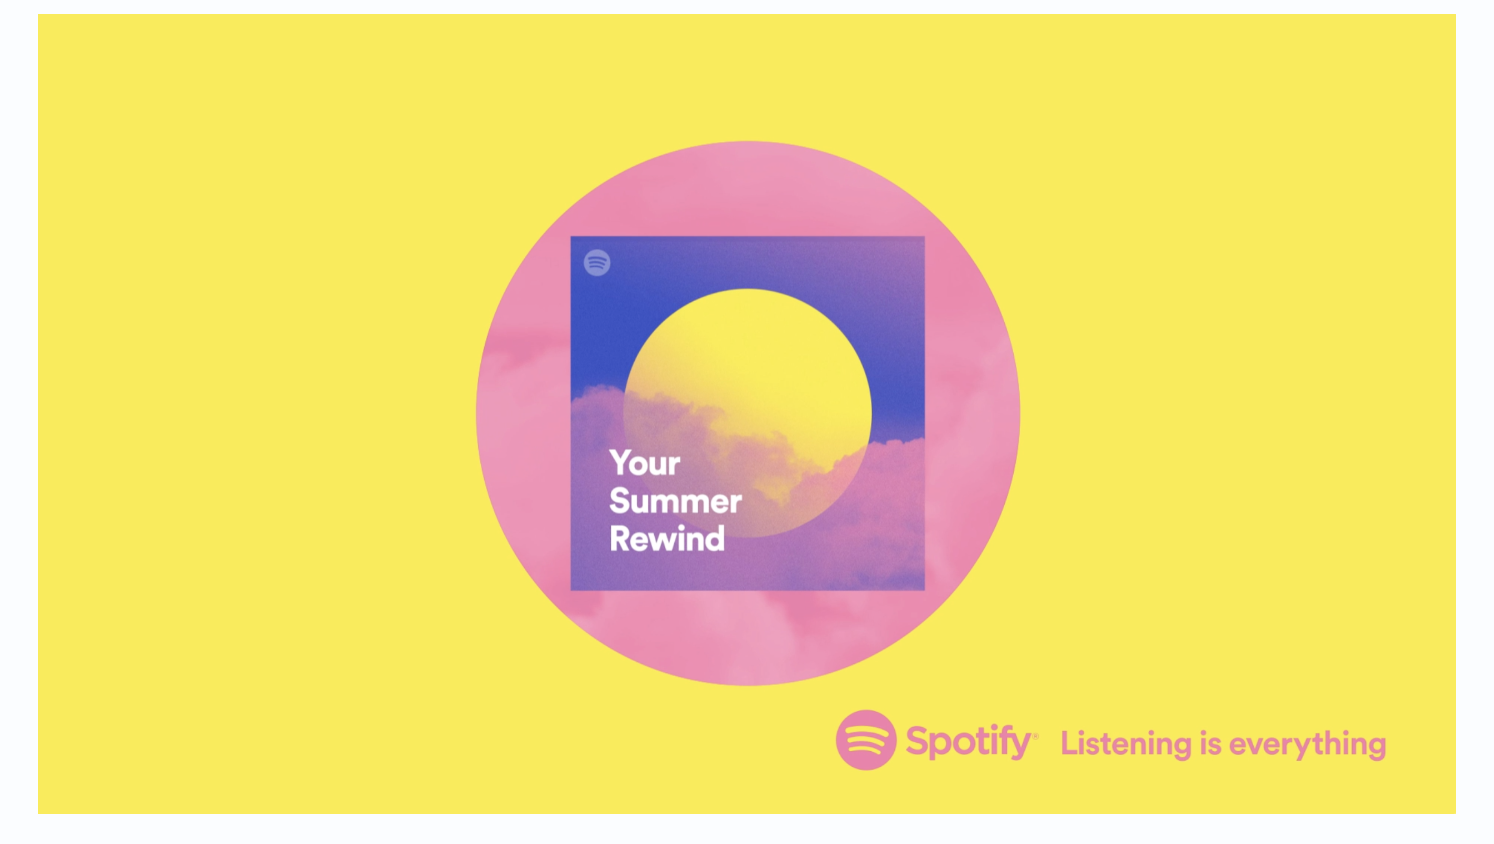 Your
Summer
Rewind
Spotify® Listening is everything